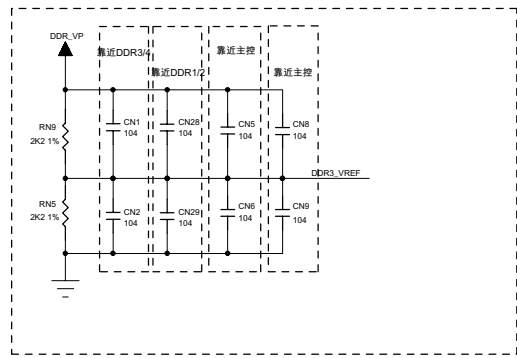 DDR_VP
靠近DDR3/4
靠近DDR1/2
靠近主控
靠近主控
RN9
2K2 1%
CN1
104
CN28
104
CN5
104
CN8
104
DDR3_VREF
RN5
2K2 1%
CN2
104
CN29
104
CN6
104
CN9
104